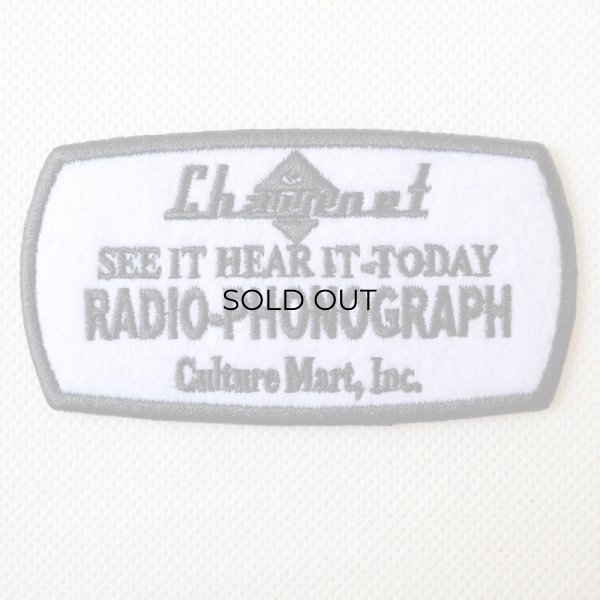 SEE IT HEAR IT-TODAY
RADIO-PHONOGRAPH
SOLD OUT
Culture Mart, Inc.